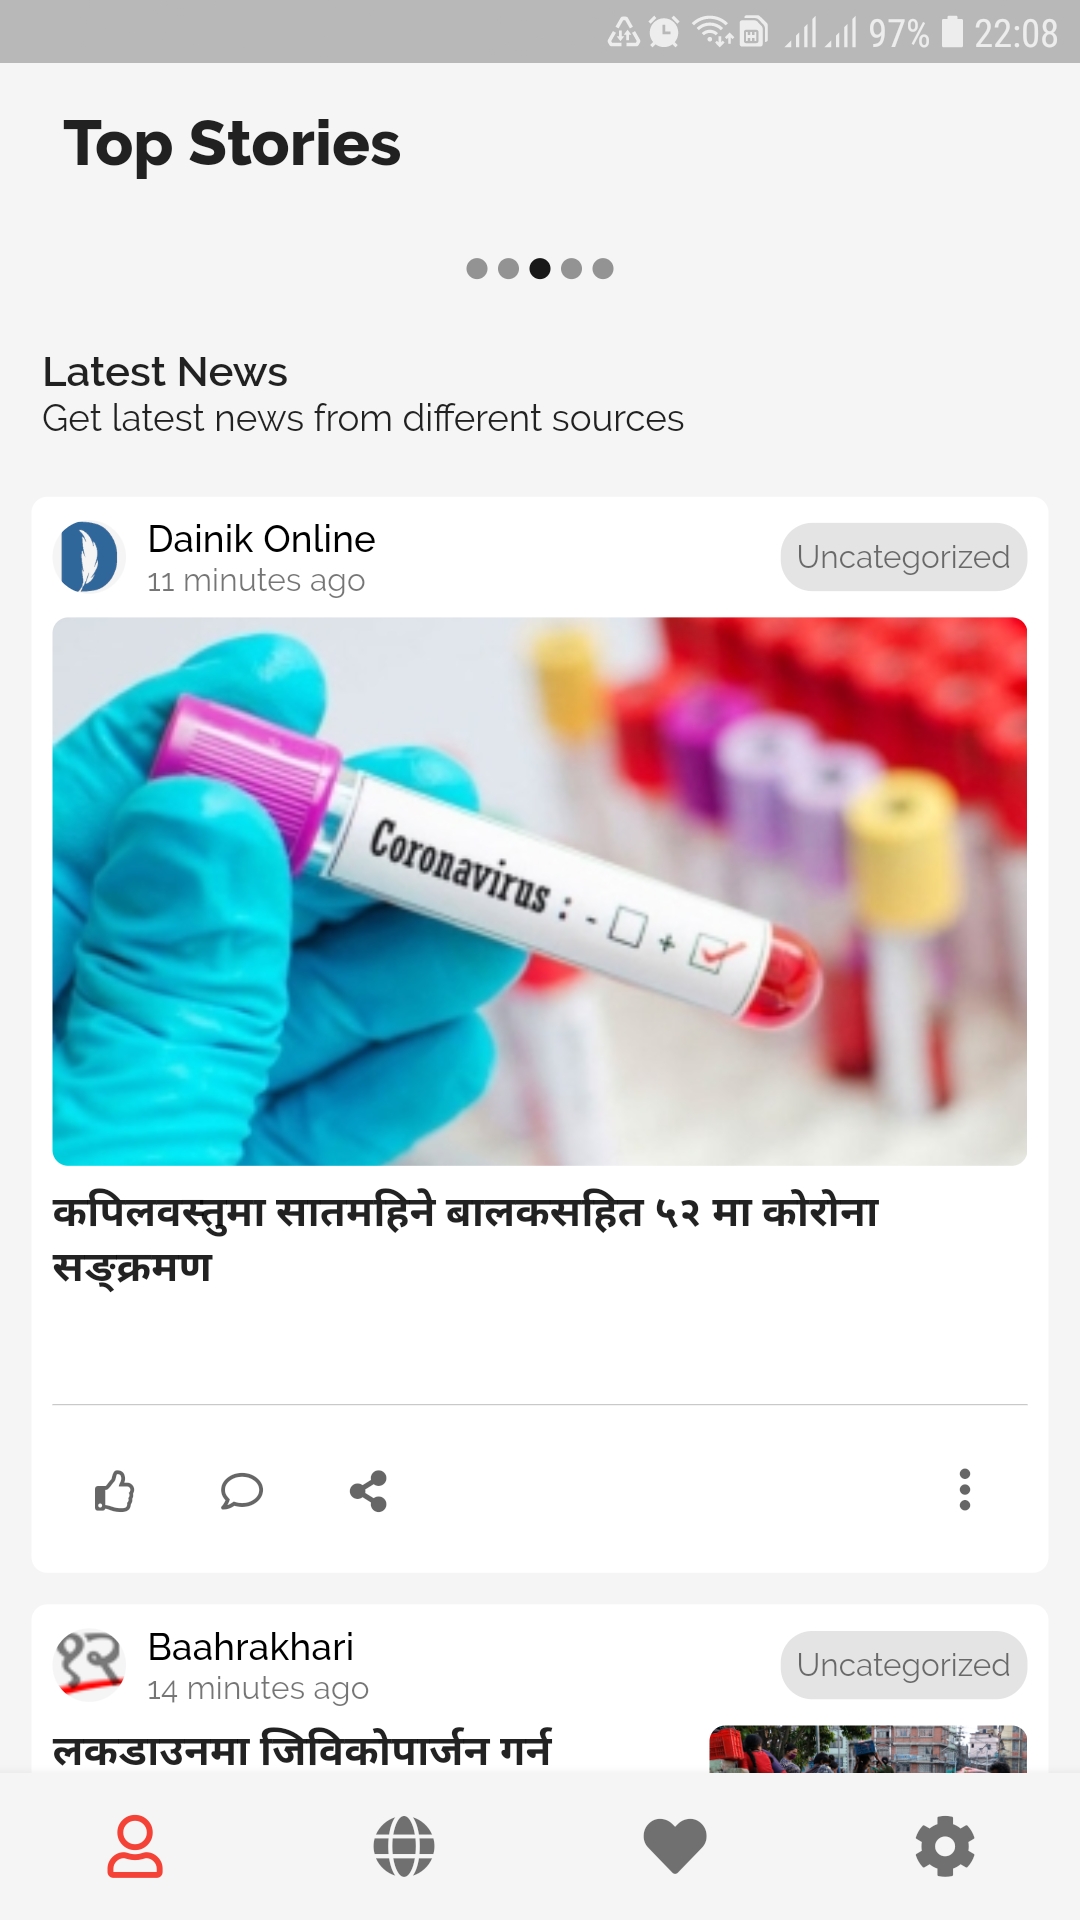 97% 22:08
Top Stories
Latest News
Get latest news from different sources
Dainik Online
11 minutes ago
Uncategorized
Coronavirus : - +
कपिलवस्तुमा सातमहिने बालकसहित ५२ मा कोरोना
सङ्क्रमण
१२
Baahrakhari
14 minutes ago
Uncategorized
लकडाउनमा जिविकोपार्जन गर्न